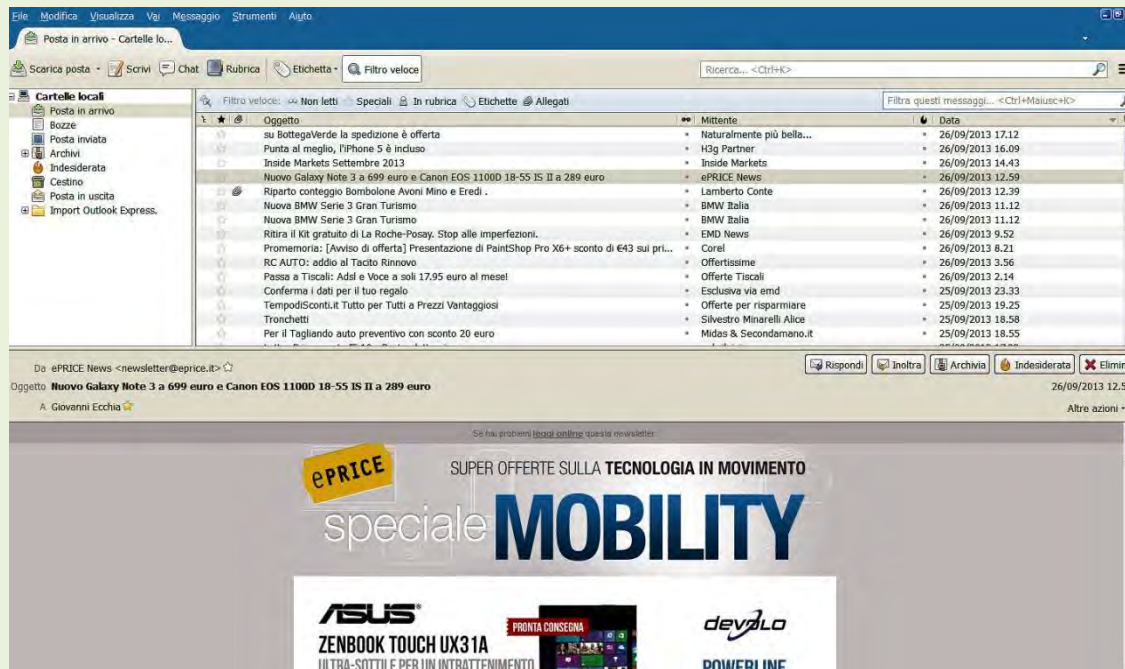 File Modifica Visualizza Vai Messaggio Strumenti Aiuto
Posta in arrivo - Cartelle lo...
Scarica posta Scrivi Chat Rubrica Etichetta Filtro veloce Ricerca... <Ctrl+K>
Cartelle locali
Posta in arrivo
Bozze
Posta inviata
Archivi
Indesiderata
Cestino
Posta in uscita
Import Outlook Express.
Filtro veloce: Non letti Speciali In rubrica Etichette Allegati Filtra questi messaggi... <Ctrl+Maiusc+K>
Oggetto Mittente Data
su BottegaVerde la spedizione è offerta Naturalmente più bella... 26/09/2013 17.12
Punta al meglio, l'iPhone 5 è incluso H3g Partner 26/09/2013 16.09
Inside Markets Settembre 2013 Inside Markets 26/09/2013 14.43
Nuovo Galaxy Note 3 a 699 euro e Canon EOS 1100D 18-55 IS II a 289 euro ePRICE News 26/09/2013 12.59
Riparto conteggio Bombolone Avoni Mino e Eredi . Lamberto Conte 26/09/2013 12.39
Nuova BMW Serie 3 Gran Turismo BMW Italia 26/09/2013 11.12
Nuova BMW Serie 3 Gran Turismo BMW Italia 26/09/2013 11.12
Ritira il Kit gratuito di La Roche-Posay. Stop alle imperfezioni. EMD News 26/09/2013 9.52
Promemoria: [Avviso di offerta] Presentazione di PaintShop Pro X6+ sconto di €43 sui pri... Corel 26/09/2013 8.21
RC AUTO: addio al Tacito Rinnovo Offertissime 26/09/2013 3.56
Passa a Tiscali: Adsl e Voce a soli 17.95 euro al mese! Offerte Tiscali 26/09/2013 2.14
Conferma i dati per il tuo regalo Esclusiva via emd 25/09/2013 23.33
TempodiSconti.it Tutto per Tutti a Prezzi Vantaggiosi Offerte per risparmiare 25/09/2013 19.25
Tronchetti Silvestro Minarelli Alice 25/09/2013 18.58
Per il Tagliando auto preventivo con sconto 20 euro Midas & Secondamano.it 25/09/2013 18.55
Da ePRICE News <newsletter@eprice.it> Rispondi Inoltra Archivia Indesiderata Elimin
Oggetto Nuovo Galaxy Note 3 a 699 euro e Canon EOS 1100D 18-55 IS II a 289 euro 26/09/2013 12.5
A Giovanni Ecchia Altre azioni
Se hai problemi leggi online questa newsletter
ePRICE
SUPER OFFERTE SULLA TECNOLOGIA IN MOVIMENTO
speciale MOBILITY
ASUS
PRONTA CONSEGNA
devolo
ZENBOOK TOUCH UX31A
ULTRA-SOTTILE PER UN INTRATTENIMENTO
POWERLINE